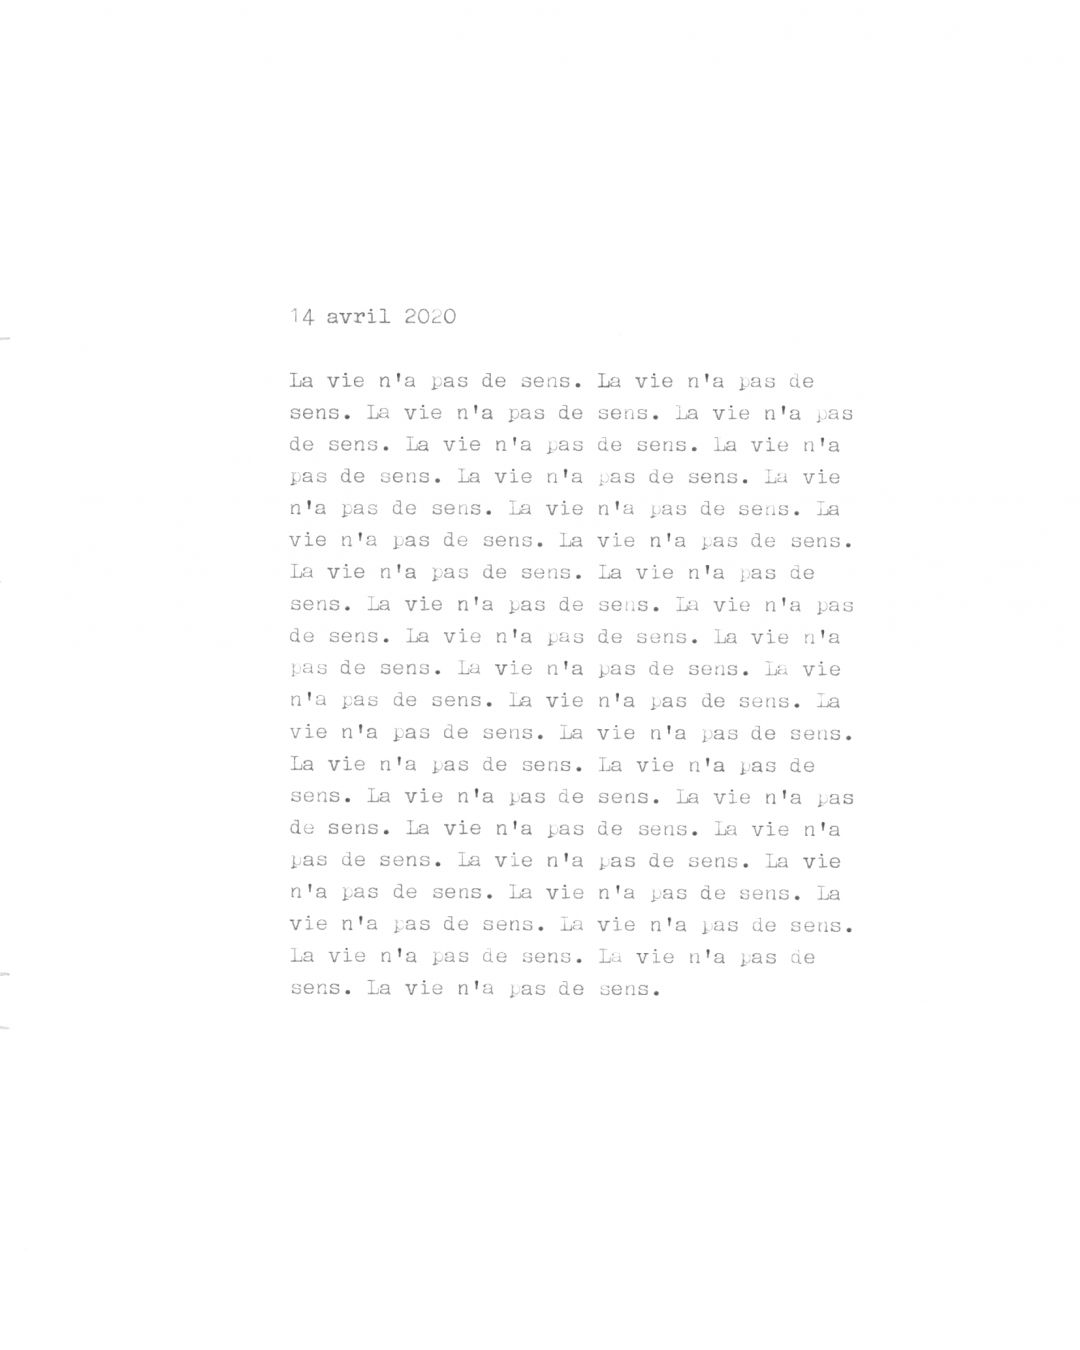 14 avril 2020
La vie n'a pas de sens. La vie n'a pas de
sens. La vie n'a pas de sens. La vie n'a pas
de sens. La vie n'a pas de sens. La vie n'a
pas de sens. La vie n'a pas de sens. La vie
n'a pas de sens. La vie n'a pas de sens. La
vie n'a pas de sens. La vie n'a pas de sens.
La vie n'a pas de sens. La vie n'a pas de
sens. La vie n'a pas de sens. La vie n'a pas
de sens. La vie n'a pas de sens. La vie n'a
pas de sens. La vie n'a pas de sens. La vie
n'a pas de sens. La vie n'a pas de sens. La
vie n'a pas de sens. La vie n'a pas de sens.
La vie n'a pas de sens. La vie n'a pas de
sens. La vie n'a pas de sens. La vie n'a pas
de sens. La vie n'a pas de sens. La vie n'a
pas de sens. La vie n'a pas de sens. La vie
n'a pas de sens. La vie n'a pas de sens. La
vie n'a pas de sens. La vie n'a pas de sens.
La vie n'a pas de sens. La vie n'a pas de
sens. La vie n'a pas de sens.